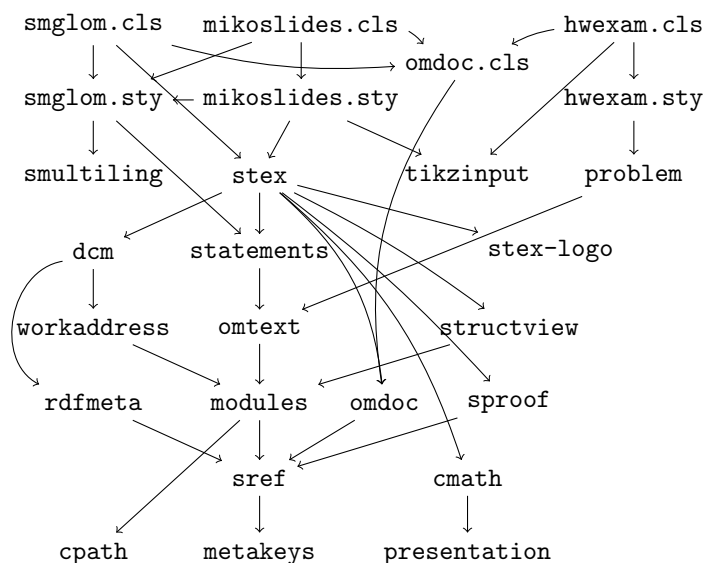 smglom.cls mikoslides.cls hwexam.cls
omdoc.cls
smglom.sty mikoslides.sty hwexam.sty
smultiling stex tikzinput problem
dcm statements stex-logo
workaddress omtext structview
rdfmeta modules omdoc sproof
sref cmath
cpath metakeys presentation